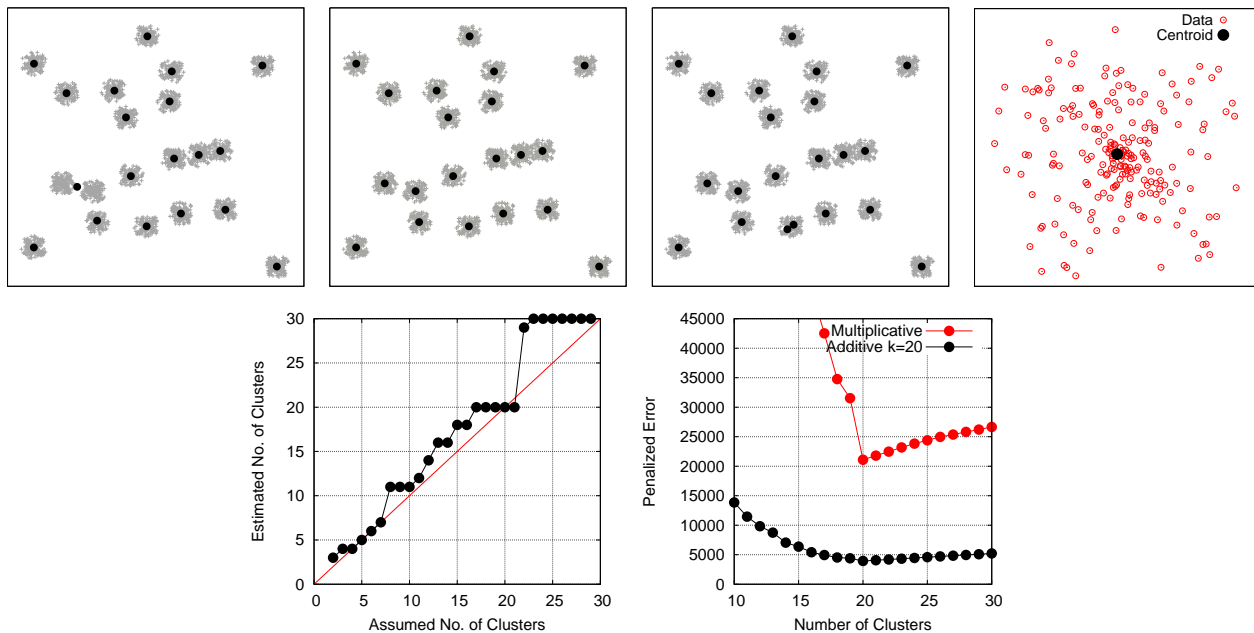 Data
Centroid
30
25
20
15
10
5
0
0 5 10 15 20 25 30
Estimated No. of Clusters
Assumed No. of Clusters
45000
40000
35000
30000
25000
20000
15000
10000
5000
0
10 15 20 25 30
Penalized Error
Number of Clusters
Multiplicative
Additive k=20